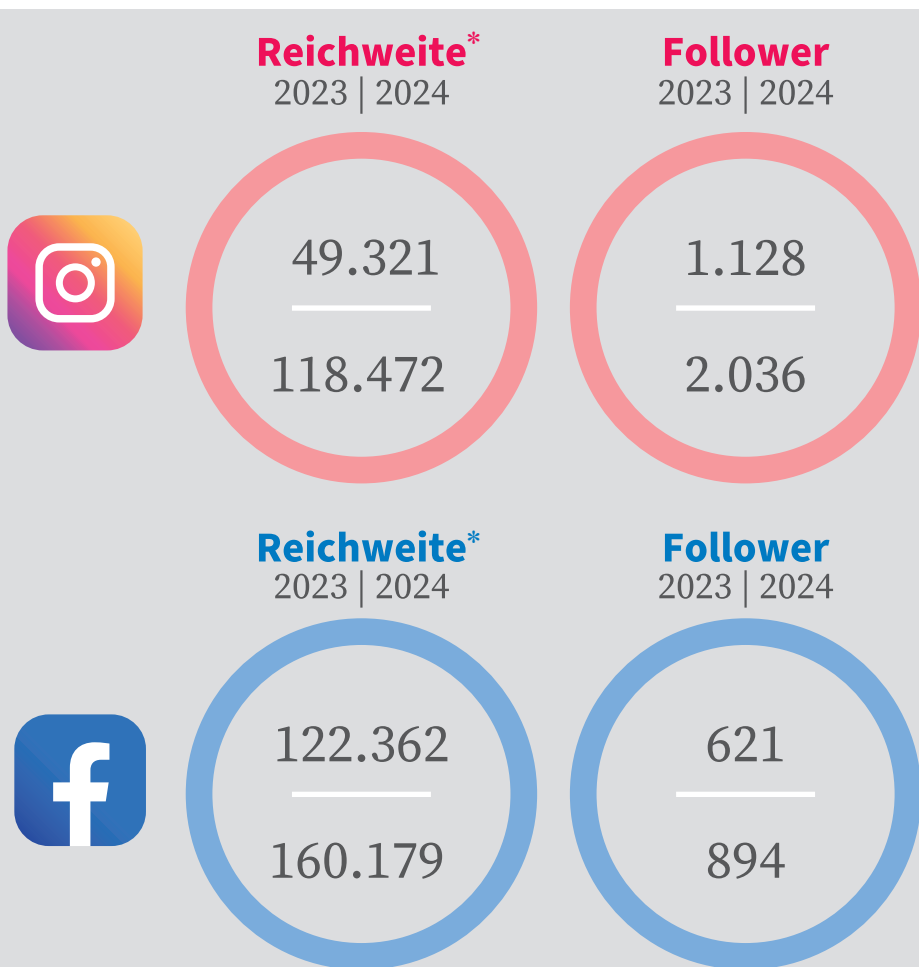 Reichweite*
2023 | 2024
Follower
2023 | 2024
49.321
118.472
1.128
2.036
Reichweite*
2023 | 2024
Follower
2023 | 2024
122.362
160.179
621
894